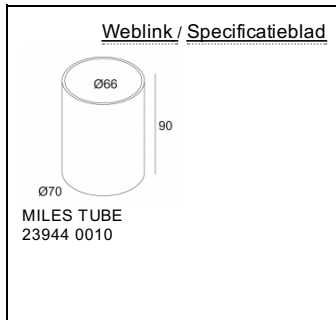 Weblink / Specificatieblad
Ø66
90
Ø70
MILES TUBE
23944 0010